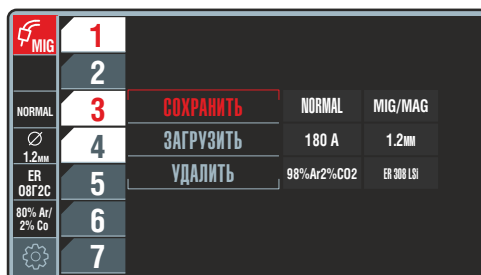 MIG
1
2
NORMAL
3
СОХРАНИТЬ
NORMAL
MIG/MAG
∅
1.2мм
4
ЗАГРУЗИТЬ
180 A
1.2мм
ER
08Г2С
5
УДАЛИТЬ
98%Ar2%CO2
ER 308 LSi
80% Ar/
2% Co
6
7